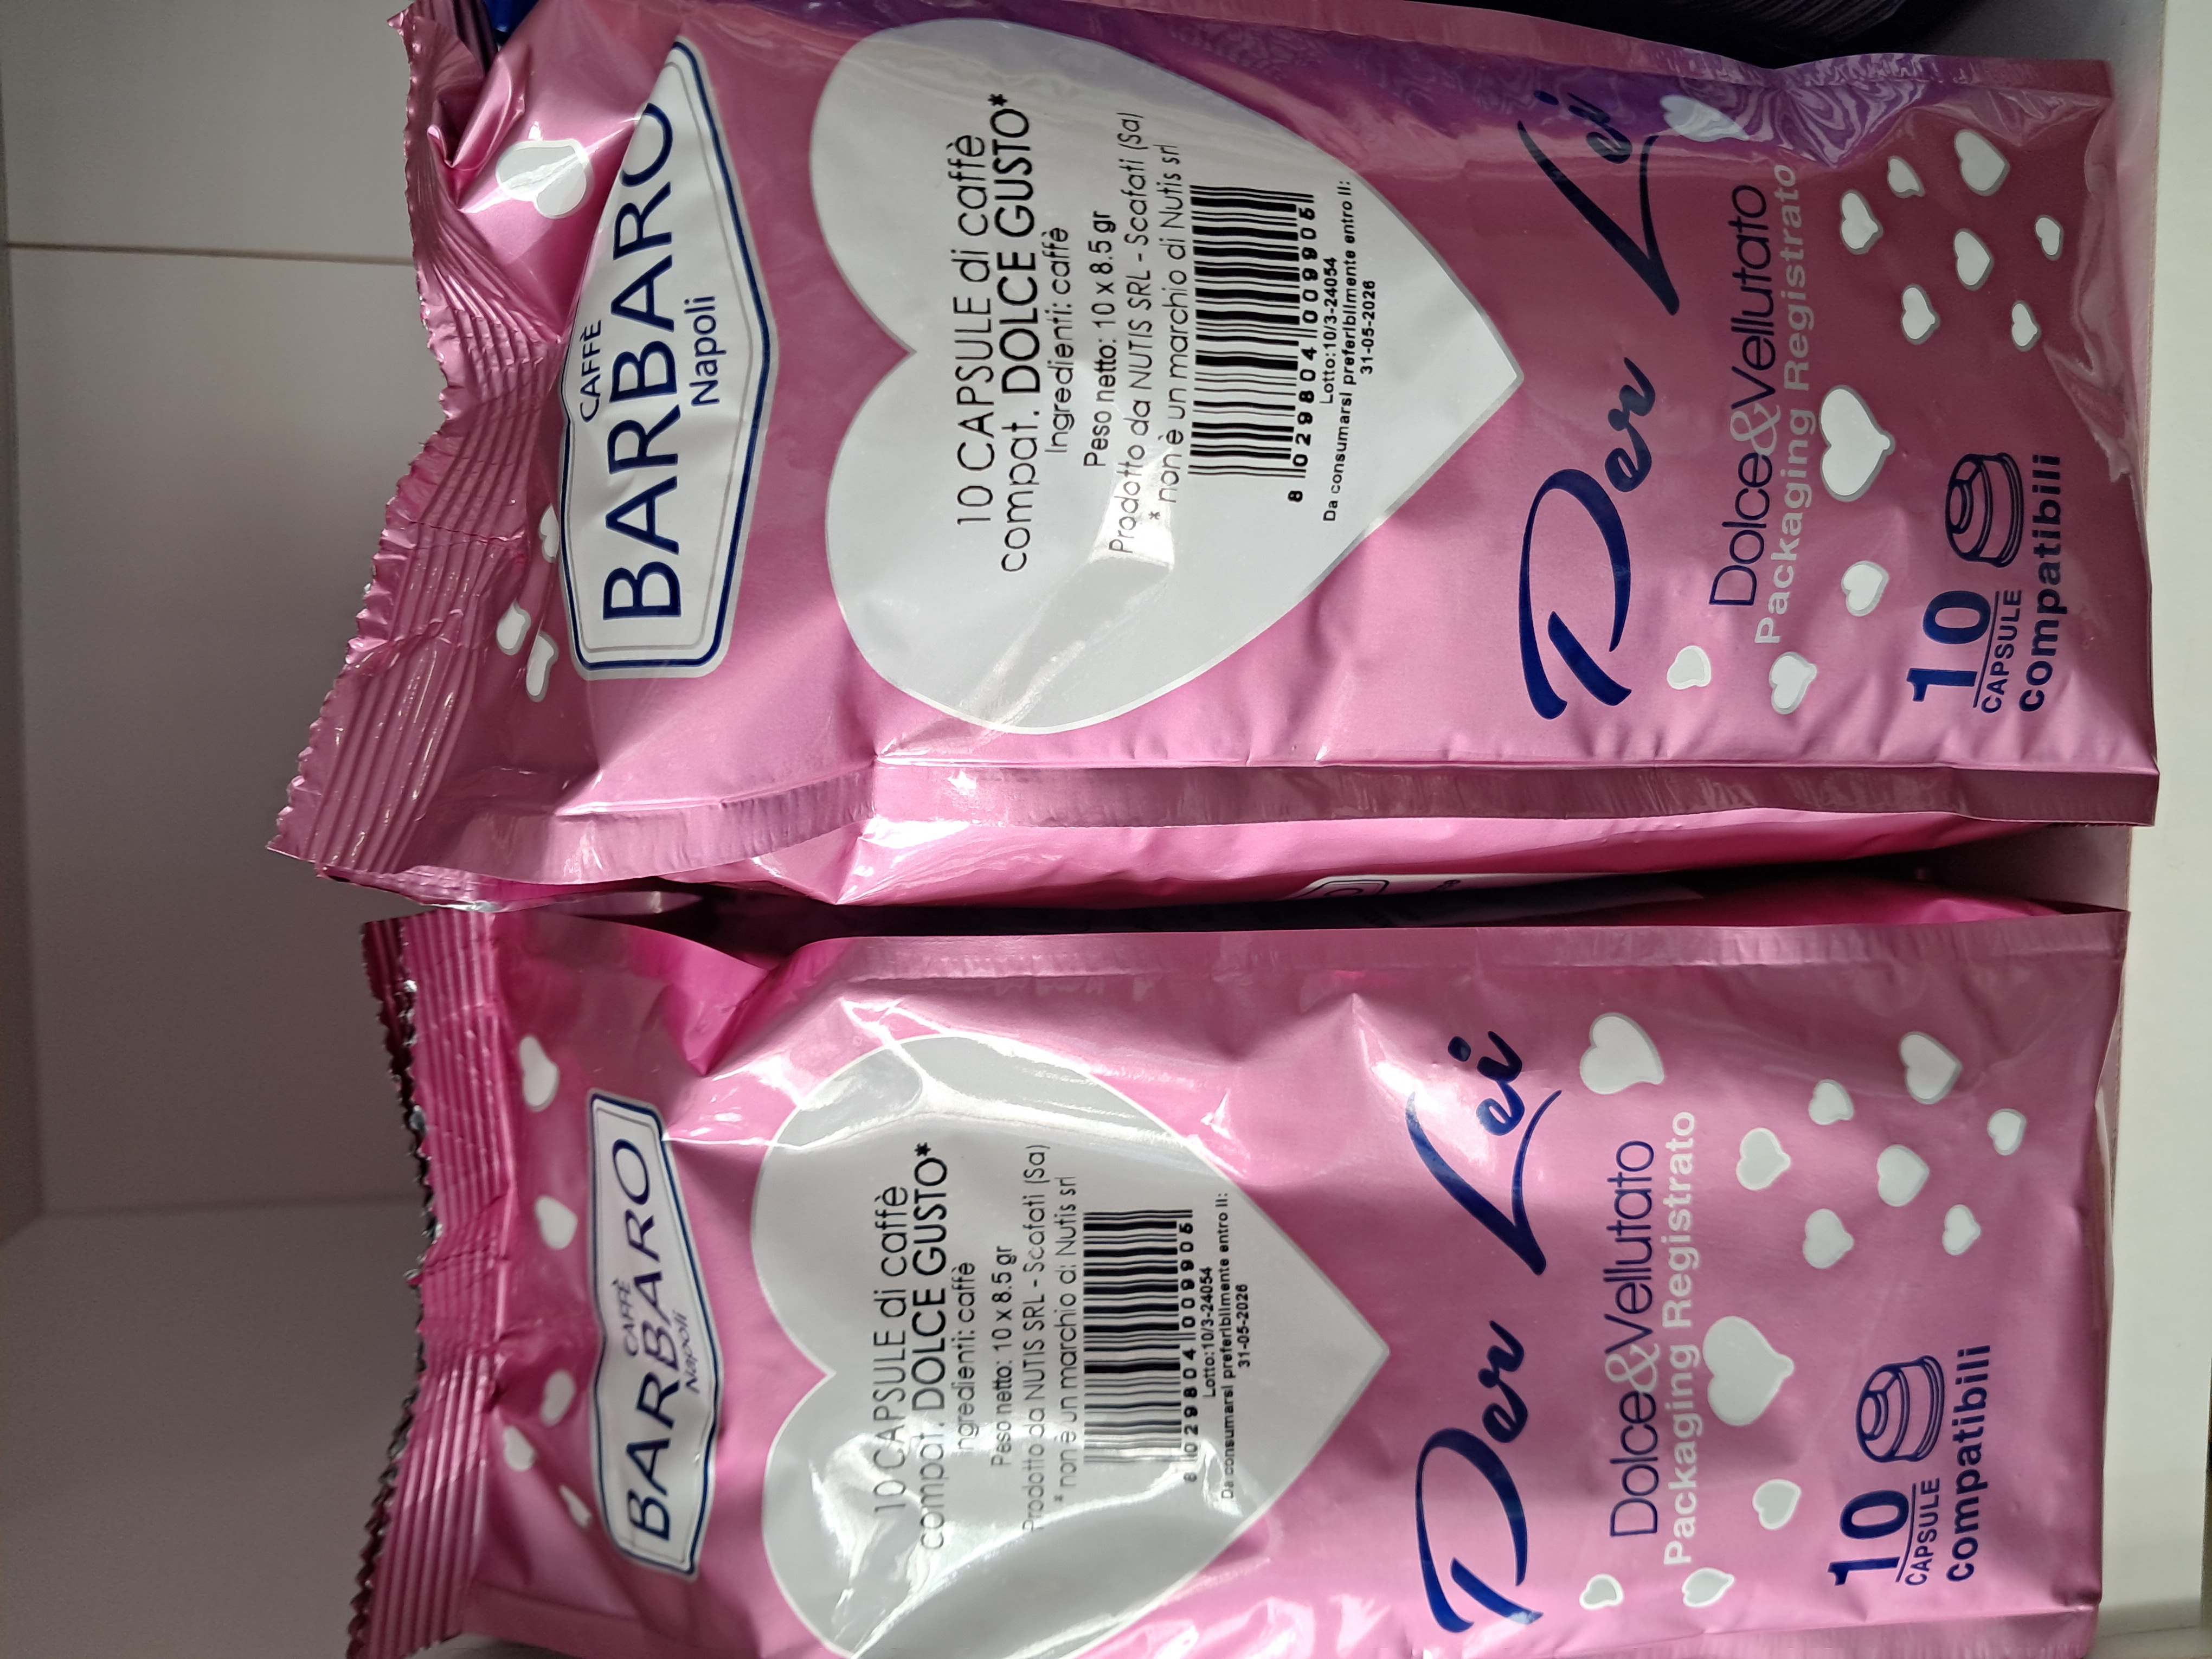 CAFFÈ
BARBARO
Napoli
10 CAPSULE di caffè
compat. DOLCE GUSTO*
Ingredienti: caffè
Peso netto: 10 x 8.5 gr
Prodotto da NUTIS SRL - Scafati (Sa)
* non è un marchio di Nutis srl
8 029804 009905
Lotto:10/3-24054
Da consumarsi preferibilmente entro il:
31-05-2026
Per Lei
Dolce&Vellutato
Packaging Registrato
10
CAPSULE
compatibili
CAFFÈ
BARBARO
Napoli
10 CAPSULE di caffè
compat. DOLCE GUSTO*
Ingredienti: caffè
Peso netto: 10 x 8.5 gr
Prodotto da NUTIS SRL - Scafati (Sa)
* non è un marchio di Nutis srl
8 029804 009905
Lotto:10/3-24054
Da consumarsi preferibilmente entro il:
31-05-2026
Per Lei
Dolce&Vellutato
Packaging Registrato
10
CAPSULE
compatibili